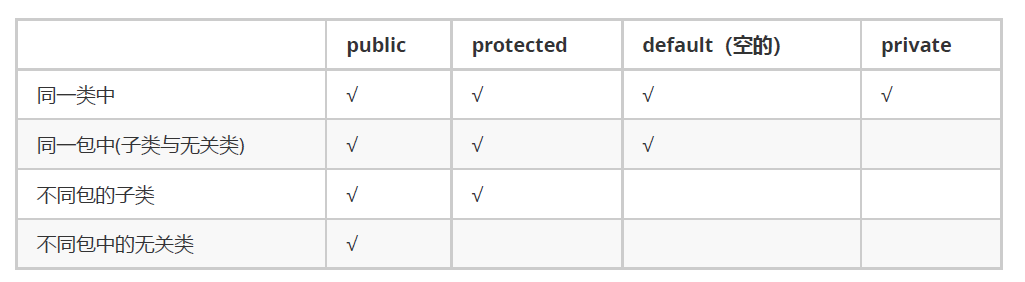 public protected default（空的） private
同一类中 √ √ √ √
同一包中(子类与无关类) √ √ √
不同包的子类 √ √
不同包中的无关类 √